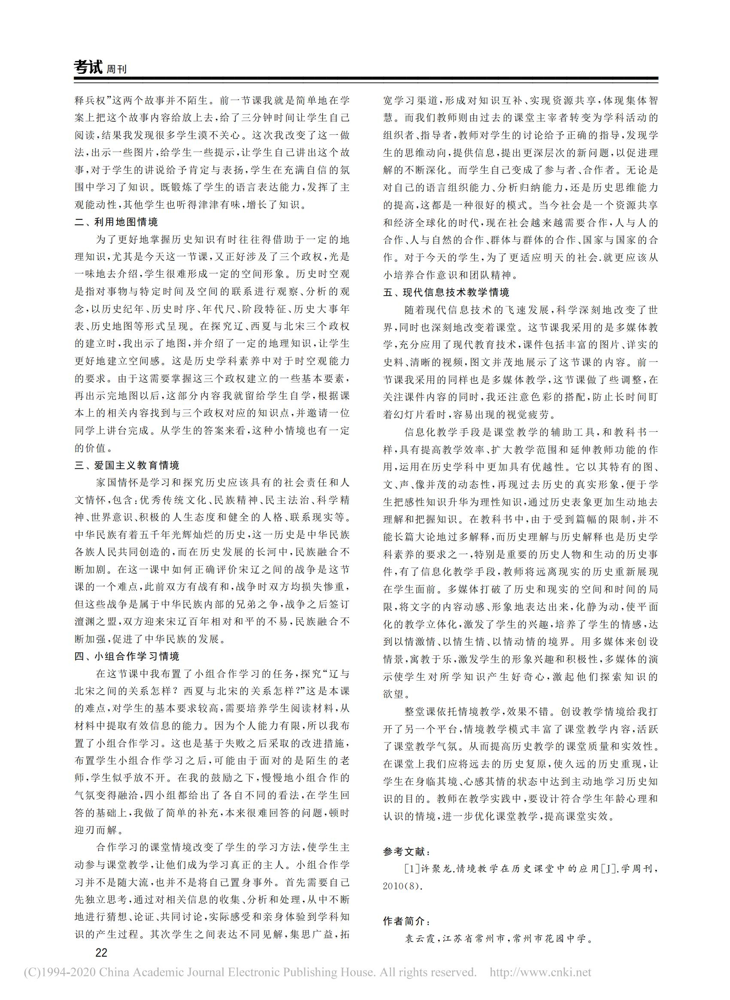 考试 周刊
释兵权”这两个故事并不陌生。前一节课我就是简单地在学
案上把这个故事内容给放上去,给了三分钟时间让学生自己
阅读,结果我发现很多学生漠不关心。这次我改变了这一做
法,出示一些图片,给学生一些提示,让学生自己讲出这个故
事,对于学生的讲说给予肯定与表扬,学生在充满自信的氛
围中学习了知识。既锻炼了学生的语言表达能力,发挥了主
观能动性,其他学生也听得津津有味,增长了知识。
二、利用地图情境
为了更好地掌握历史知识有时往往得借助于一定的地
理知识,尤其是今天这一节课,又正好涉及了三个政权,光是
一味地去介绍,学生很难形成一定的空间形象。历史时空观
是指对事物与特定时间及空间的联系进行观察、分析的观
念,以历史纪年、历史时序、年代尺、阶段特征、历史大事年
表、历史地图等形式呈现。在探究辽、西夏与北宋三个政权
的建立时,我出示了地图,并介绍了一定的地理知识,让学生
更好地建立空间感。这是历史学科素养中对于时空观能力
的要求。由于这需要掌握这三个政权建立的一些基本要素,
再出示完地图以后,这部分内容我就留给学生自学,根据课
本上的相关内容找到与三个政权对应的知识点,并邀请一位
同学上讲台完成。从学生的答案来看,这种小情境也有一定
的价值。
三、爱国主义教育情境
家国情怀是学习和探究历史应该具有的社会责任和人
文情怀,包含:优秀传统文化、民族精神、民主法治、科学精
神、世界意识、积极的人生态度和健全的人格、联系现实等。
中华民族有着五千年光辉灿烂的历史,这一历史是中华民族
各族人民共同创造的,而在历史发展的长河中,民族融合不
断加剧。在这一课中如何正确评价宋辽之间的战争是这节
课的一个难点,此前双方有战有和,战争时双方均损失惨重,
但这些战争是属于中华民族内部的兄弟之争,战争之后签订
澶渊之盟,双方迎来宋辽百年相对和平的不易,民族融合不
断加强,促进了中华民族的发展。
四、小组合作学习情境
在这节课中我布置了小组合作学习的任务,探究“辽与
北宋之间的关系怎样? 西夏与北宋的关系怎样?”这是本课
的难点,对学生的基本要求较高,需要培养学生阅读材料,从
材料中提取有效信息的能力。因为个人能力有限,所以我布
置了小组合作学习。这也是基于失败之后采取的改进措施,
布置学生小组合作学习之后,可能由于面对的是陌生的老
师,学生似乎放不开。在我的鼓励之下,慢慢地小组合作的
气氛变得融洽,四小组都给出了各自不同的看法,在学生回
答的基础上,我做了简单的补充,本来很难回答的问题,顿时
迎刃而解。
合作学习的课堂情境改变了学生的学习方法,使学生主
动参与课堂教学,让他们成为学习真正的主人。小组合作学
习并不是随大流,也并不是将自己置身事外。首先需要自己
先独立思考,通过对相关信息的收集、分析和处理,从中不断
地进行猜想、论证、共同讨论,实际感受和亲身体验到学科知
识的产生过程。其次学生之间表达不同见解,集思广益,拓
宽学习渠道,形成对知识互补、实现资源共享,体现集体智
慧。而我们教师则由过去的课堂主宰者转变为学科活动的
组织者、指导者,教师对学生的讨论给予正确的指导,发现学
生的思维动向,提供信息,提出更深层次的新问题,以促进理
解的不断深化。而学生自己变成了参与者、合作者。无论是
对自己的语言组织能力、分析归纳能力,还是历史思维能力
的提高,这都是一种很好的模式。当今社会是一个资源共享
和经济全球化的时代,现在社会越来越需要合作,人与人的
合作、人与自然的合作、群体与群体的合作、国家与国家的合
作。对于今天的学生,为了更适应明天的社会.就更应该从
小培养合作意识和团队精神。
五、现代信息技术教学情境
随着现代信息技术的飞速发展,科学深刻地改变了世
界,同时也深刻地改变着课堂。这节课我采用的是多媒体教
学,充分应用了现代教育技术,课件包括丰富的图片、详实的
史料、清晰的视频,图文并茂地展示了这节课的内容。前一
节课我采用的同样也是多媒体教学,这节课做了些调整,在
关注课件内容的同时,我还注意色彩的搭配,防止长时间盯
着幻灯片看时,容易出现的视觉疲劳。
信息化教学手段是课堂教学的辅助工具,和教科书一
样,具有提高教学效率、扩大教学范围和延伸教师功能的作
用,运用在历史学科中更加具有优越性。它以其特有的图、
文、声、像并茂的动态性,再现过去历史的真实形象,便于学
生把感性知识升华为理性知识,通过历史表象更加生动地去
理解和把握知识。在教科书中,由于受到篇幅的限制,并不
能长篇大论地过多解释,而历史理解与历史解释也是历史学
科素养的要求之一,特别是重要的历史人物和生动的历史事
件,有了信息化教学手段,教师将远离现实的历史重新展现
在学生面前。多媒体打破了历史和现实的空间和时间的局
限,将文字的内容动感、形象地表达出来,化静为动,使平面
化的教学立体化,激发了学生的兴趣,培养了学生的情感,达
到以情激情、以情生情、以情动情的境界。用多媒体来创设
情景,寓教于乐,激发学生的形象兴趣和积极性,多媒体的演
示使学生对所学知识产生好奇心,激起他们探索知识的
欲望。
整堂课依托情境教学,效果不错。创设教学情境给我打
开了另一个平台,情境教学模式丰富了课堂教学内容,活跃
了课堂教学气氛。从而提高历史教学的课堂质量和实效性。
在课堂上我们应将远去的历史复原,使久远的历史重现,让
学生在身临其境、心感其情的状态中达到主动地学习历史知
识的目的。教师在教学实践中,要设计符合学生年龄心理和
认识的情境,进一步优化课堂教学,提高课堂实效。
参考文献:
[1]许聚龙.情境教学在历史课堂中的应用[J].学周刊,
2010(8).
作者简介:
袁云霞,江苏省常州市,常州市花园中学。
22
(C)1994-2020 China Academic Journal Electronic Publishing House. All rights reserved. http://www.cnki.net